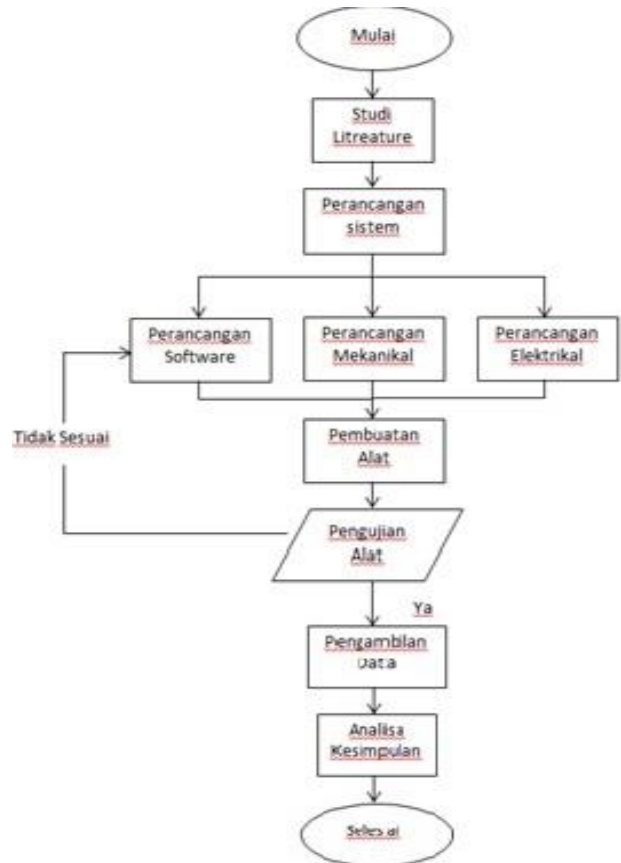 Mulai
Studi
Litreature
Perancangan
sistem
Perancangan
Software
Perancangan
Mekanikal
Perancangan
Elektrikal
Tidak Sesuai
Pembuatan
Alat
Pengujian
Alat
Ya
Pengambilan
Data
Analisa
Kesimpulan
Selesai